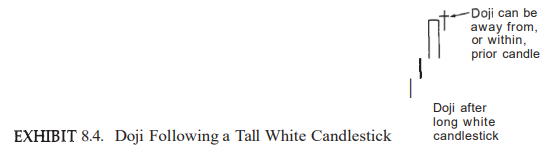 Doji can be
away from,
or within,
prior candle
Doji after
long white
candlestick
EXHIBIT 8.4. Doji Following a Tall White Candlestick